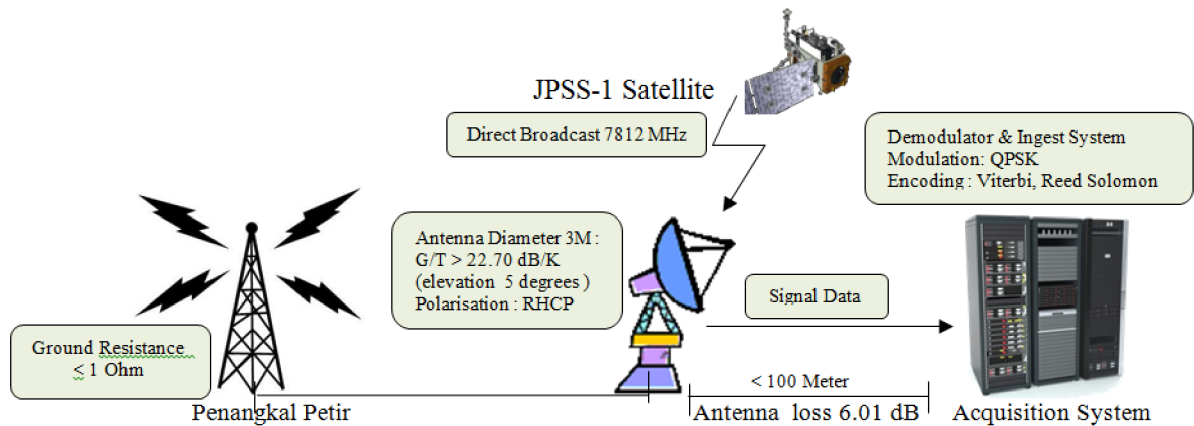 JPSS-1 Satellite
Direct Broadcast 7812 MHz
Demodulator & Ingest System
Modulation: QPSK
Encoding : Viterbi, Reed Solomon
Antenna Diameter 3M :
G/T > 22.70 dB/K
(elevation 5 degrees )
Polarisation : RHCP
Signal Data
Ground Resistance
< 1 Ohm
< 100 Meter
Penangkal Petir
Antenna loss 6.01 dB
Acquisition System